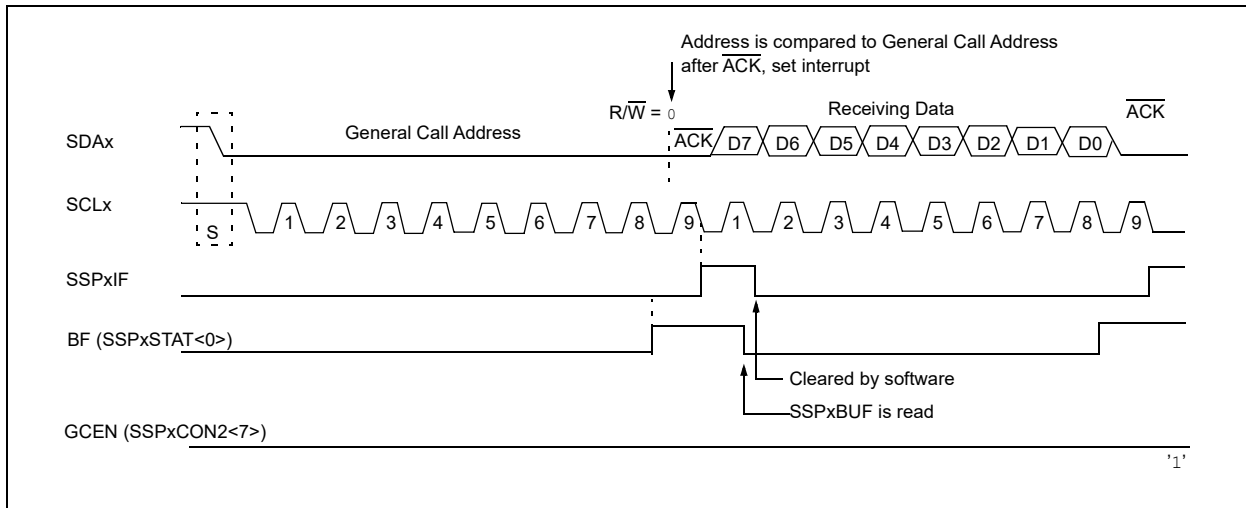 Address is compared to General Call Address
after ACK, set interrupt
R/W = 0
Receiving Data
ACK
SDAx
General Call Address
ACK
D7 D6 D5 D4 D3 D2 D1 D0
SCLx
S
1 2 3 4 5 6 7 8 9 1 2 3 4 5 6 7 8 9
SSPxIF
BF (SSPxSTAT<0>)
Cleared by software
SSPxBUF is read
GCEN (SSPxCON2<7>)
'1'